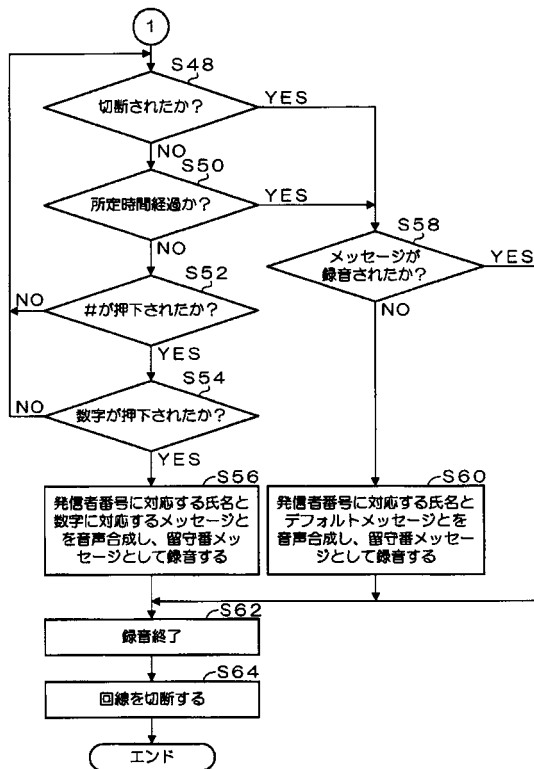 1
S48
切断されたか？
YES
NO
S50
所定時間経過か？
YES
NO
S58
メッセージが
録音されたか？
YES
NO
S52
#が押下されたか？
NO
YES
S54
数字が押下されたか？
NO
YES
S56
発信者番号に対応する氏名と
数字に対応するメッセージと
を音声合成し、留守番メッ
セージとして録音する
S60
発信者番号に対応する氏名と
デフォルトメッセージとを
音声合成し、留守番メッセー
ジとして録音する
S62
録音終了
S64
回線を切断する
エンド